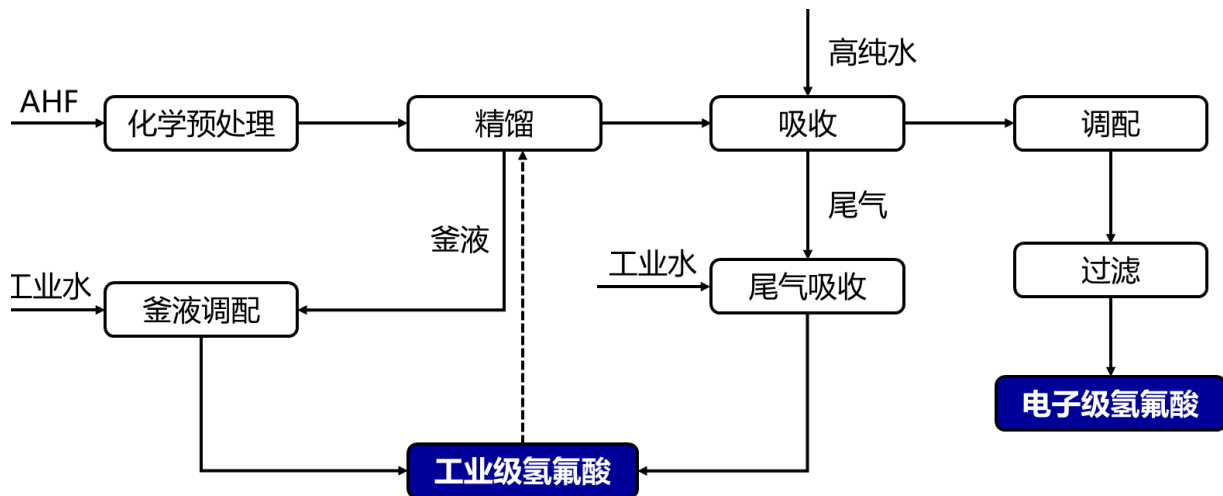 高纯水
AHF
化学预处理
精馏
吸收
调配
尾气
釜液
工业水
工业水
尾气吸收
过滤
釜液调配
电子级氢氟酸
工业级氢氟酸